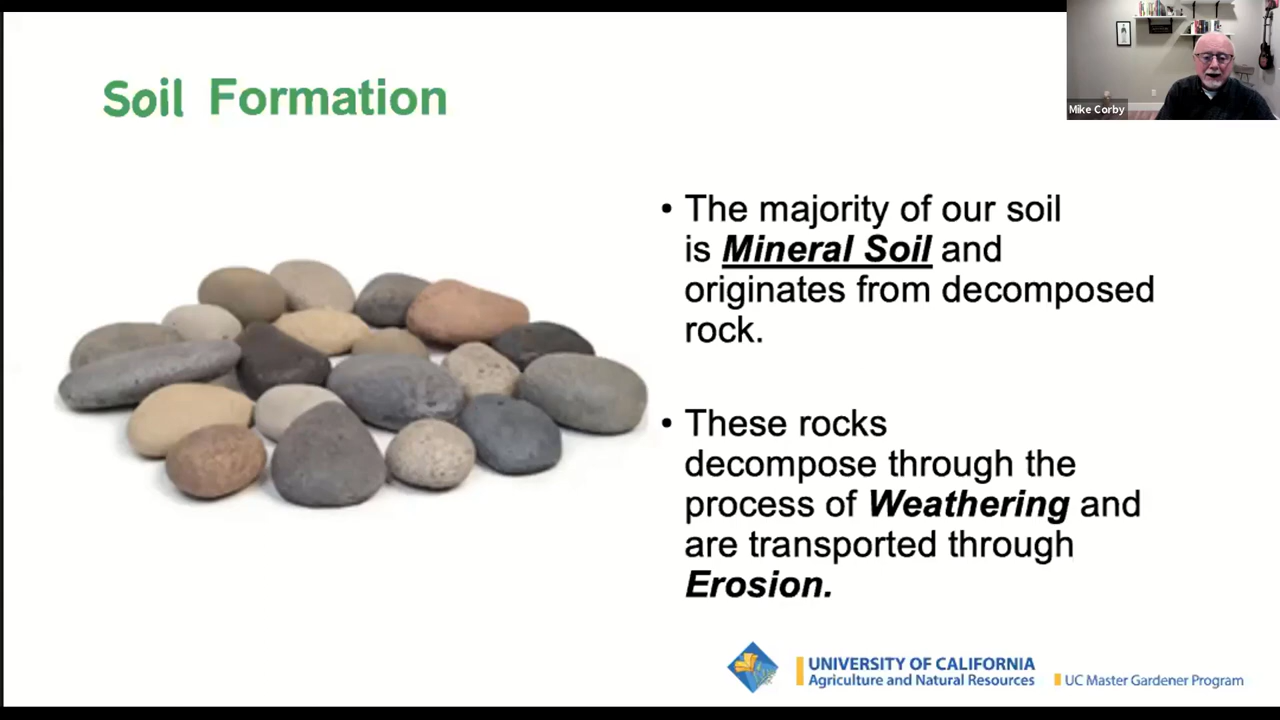 Soil Formation
Mike Corby
• The majority of our soil
is Mineral Soil and
originates from decomposed
rock.
• These rocks
decompose through the
process of Weathering and
are transported through
Erosion.
UNIVERSITY OF CALIFORNIA
Agriculture and Natural Resources
UC Master Gardener Program